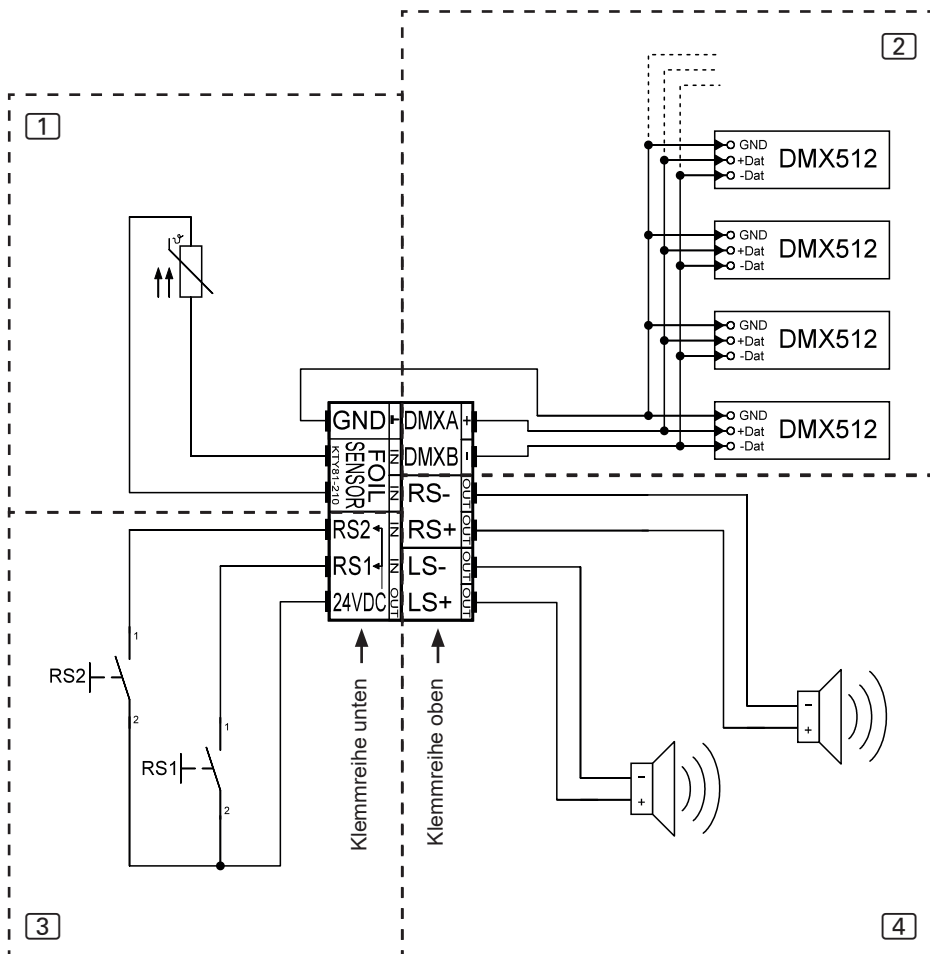 2
1
GND
+Dat
-Dat
DMX512
GND
+Dat
-Dat
DMX512
GND
+Dat
-Dat
DMX512
GND
+Dat
-Dat
DMX512
ϑ
GND
DMXA +
FOIL
SENSOR
KTY81-210
IN
IN
DMXB -
RS- OUT
RS2 IN
RS+ OUT
RS1 IN
LS- OUT
24VDC OUT
LS+ OUT
Klemmreihe unten
Klemmreihe oben
1
RS2
2
1
RS1
2
-
+
-
+
3
4